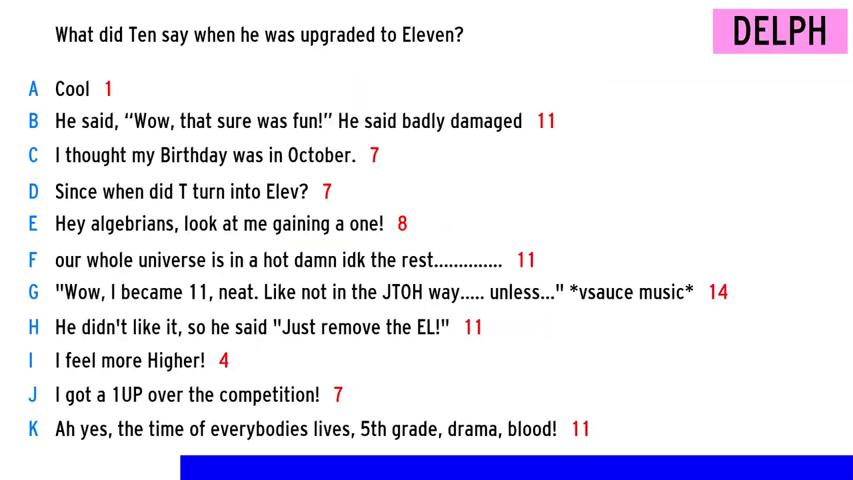 What did Ten say when he was upgraded to Eleven?
DELPH
A Cool 1
B He said, “Wow, that sure was fun!” He said badly damaged 11
C I thought my Birthday was in October. 7
D Since when did T turn into Elev? 7
E Hey algebrians, look at me gaining a one! 8
F our whole universe is in a hot damn idk the rest.............. 11
G "Wow, I became 11, neat. Like not in the JTOH way..... unless..." *vsauce music* 14
H He didn't like it, so he said "Just remove the EL!" 11
I I feel more Higher! 4
J I got a 1UP over the competition! 7
K Ah yes, the time of everybodies lives, 5th grade, drama, blood! 11